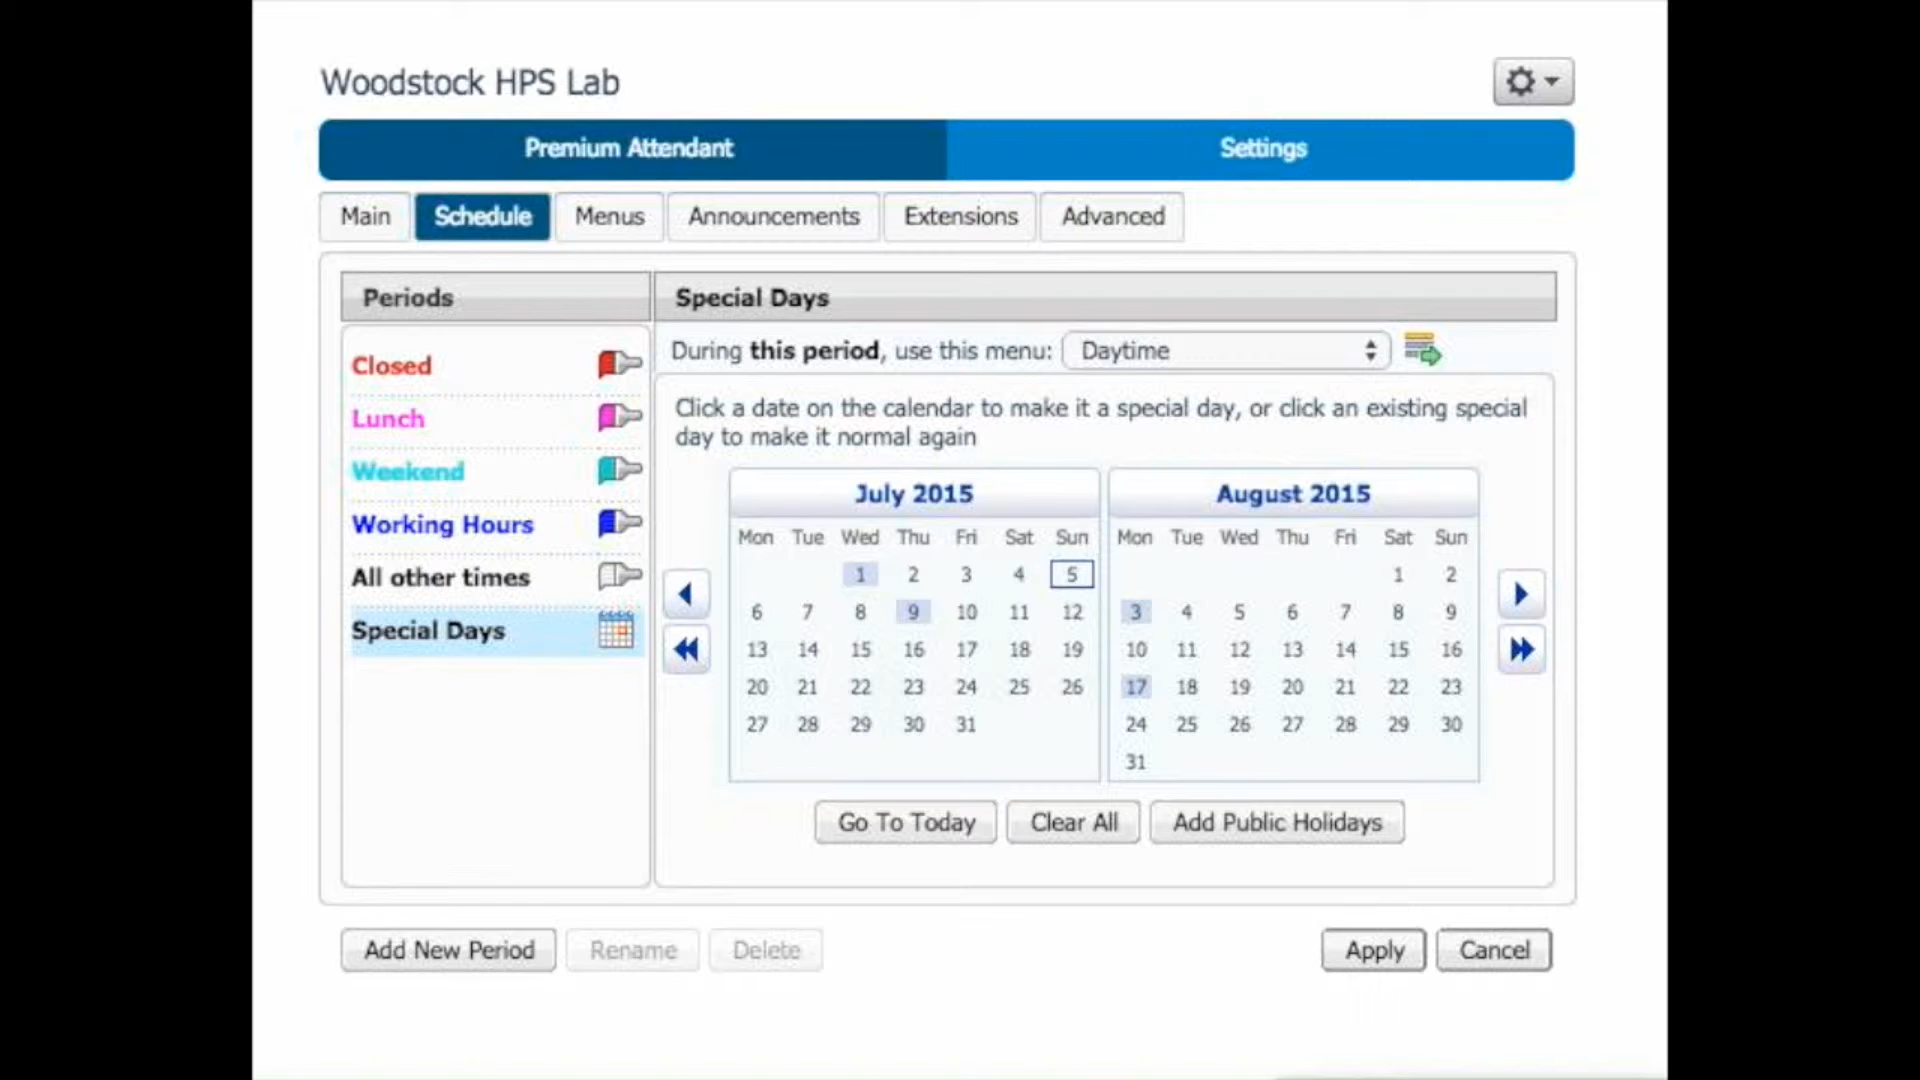 Woodstock HPS Lab
Premium Attendant Settings
Main Schedule Menus Announcements Extensions Advanced
Periods
Closed
Lunch
Weekend
Working Hours
All other times
Special Days
Special Days
During this period, use this menu: Daytime
Click a date on the calendar to make it a special day, or click an existing special
day to make it normal again
July 2015
Mon Tue Wed Thu Fri Sat Sun
1 2 3 4 5
6 7 8 9 10 11 12
13 14 15 16 17 18 19
20 21 22 23 24 25 26
27 28 29 30 31
August 2015
Mon Tue Wed Thu Fri Sat Sun
1 2
3 4 5 6 7 8 9
10 11 12 13 14 15 16
17 18 19 20 21 22 23
24 25 26 27 28 29 30
31
Go To Today Clear All Add Public Holidays
Add New Period Rename Delete Apply Cancel